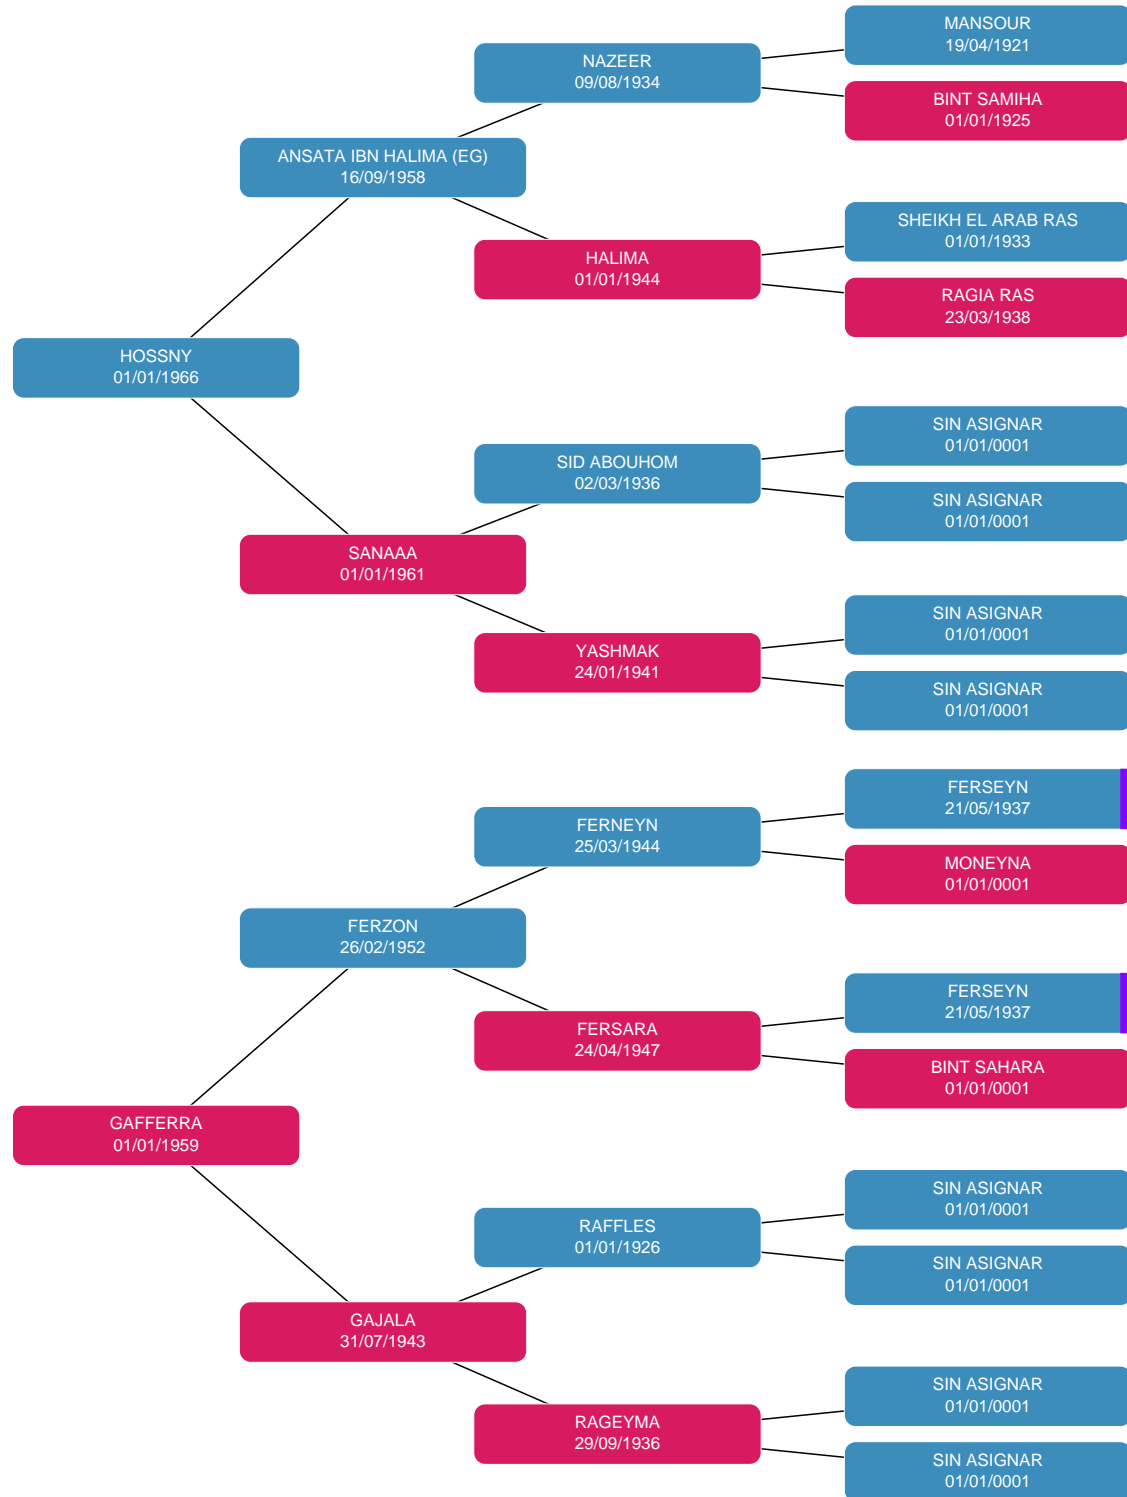 MANSOUR
19/04/1921
NAZEER
09/08/1934
BINT SAMIHA
01/01/1925
ANSATA IBN HALIMA (EG)
16/09/1958
SHEIKH EL ARAB RAS
01/01/1933
HALIMA
01/01/1944
RAGIA RAS
23/03/1938
HOSSNY
01/01/1966
SIN ASIGNAR
01/01/0001
SID ABOUHOM
02/03/1936
SIN ASIGNAR
01/01/0001
SANAAA
01/01/1961
SIN ASIGNAR
01/01/0001
YASHMAK
24/01/1941
SIN ASIGNAR
01/01/0001
FERSEYN
21/05/1937
FERNEYN
25/03/1944
MONEYNA
01/01/0001
FERZON
26/02/1952
FERSEYN
21/05/1937
FERSARA
24/04/1947
BINT SAHARA
01/01/0001
GAFFERRA
01/01/1959
SIN ASIGNAR
01/01/0001
RAFFLES
01/01/1926
SIN ASIGNAR
01/01/0001
GAJALA
31/07/1943
SIN ASIGNAR
01/01/0001
RAGEYMA
29/09/1936
SIN ASIGNAR
01/01/0001